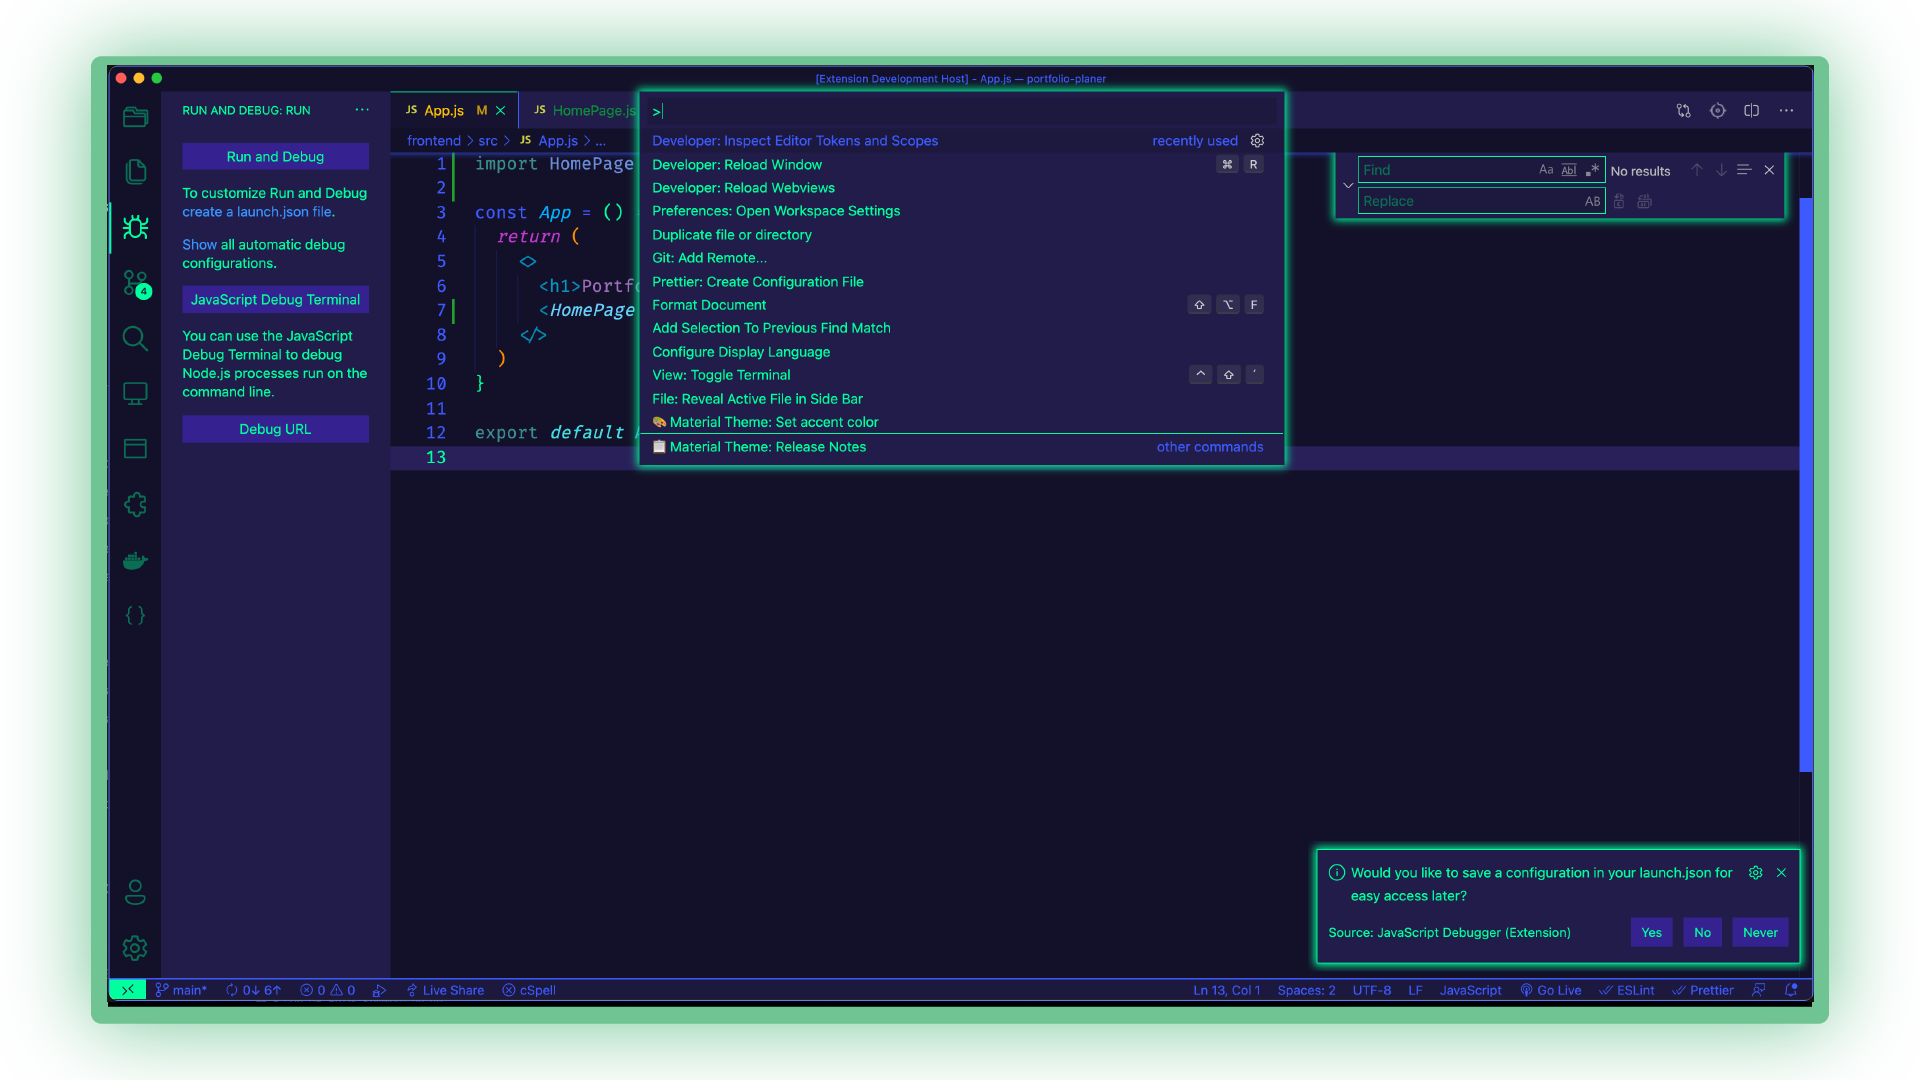 [Extension Development Host] - App.js — portfolio-planer
RUN AND DEBUG: RUN ...
Run and Debug
To customize Run and Debug
create a launch.json file.
Show all automatic debug
configurations.
JavaScript Debug Terminal
You can use the JavaScript
Debug Terminal to debug
Node.js processes run on the
command line.
Debug URL
4
JS App.js M
JS HomePage.js
frontend > src > JS App.js > ...
1 import HomePage
2
3 const App = ()
4 return (
5 <>
6 <h1>Portfo
7 <HomePage
8 </>
9 )
10 }
11
12 export default
13
>
Developer: Inspect Editor Tokens and Scopes recently used
Developer: Reload Window ⌘ R
Developer: Reload Webviews
Preferences: Open Workspace Settings
Duplicate file or directory
Git: Add Remote...
Prettier: Create Configuration File
Format Document ⇧ ⌥ F
Add Selection To Previous Find Match
Configure Display Language
View: Toggle Terminal ^ ⇧ '
File: Reveal Active File in Side Bar
🎨 Material Theme: Set accent color
📋 Material Theme: Release Notes other commands
Find Aa Abl .* No results
Replace AB
Would you like to save a configuration in your launch.json for
easy access later?
Source: JavaScript Debugger (Extension) Yes No Never
main* 0↓ 6↑ 0 0 Live Share cSpell Ln 13, Col 1 Spaces: 2 UTF-8 LF JavaScript Go Live ESLint Prettier